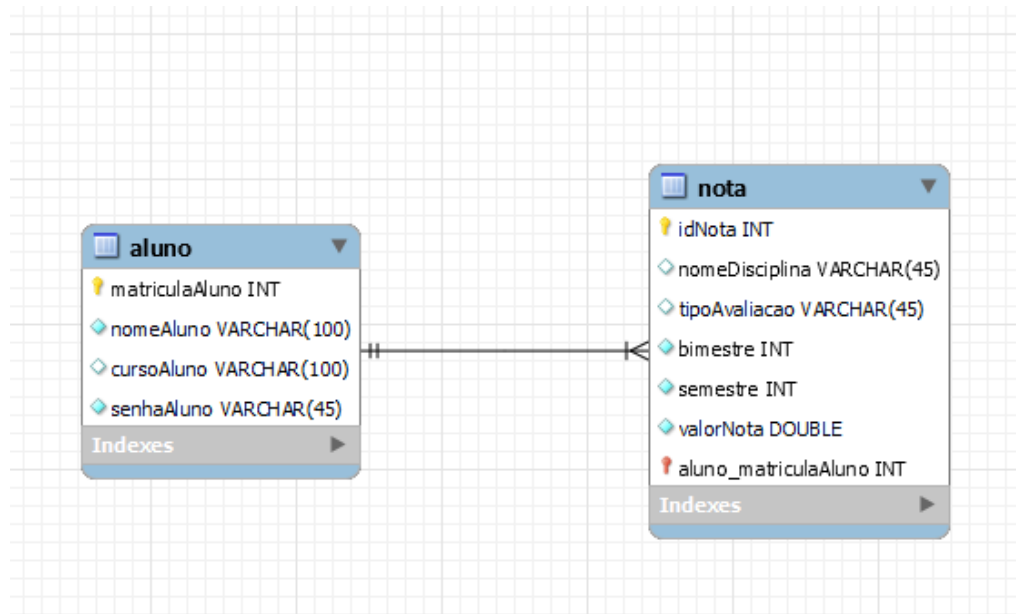 aluno
matriculaAluno INT
nomeAluno VARCHAR(100)
cursoAluno VARCHAR(100)
senhaAluno VARCHAR(45)
Indexes
nota
idNota INT
nomeDisciplina VARCHAR(45)
tipoAvaliacao VARCHAR(45)
bimestre INT
semestre INT
valorNota DOUBLE
aluno_matriculaAluno INT
Indexes